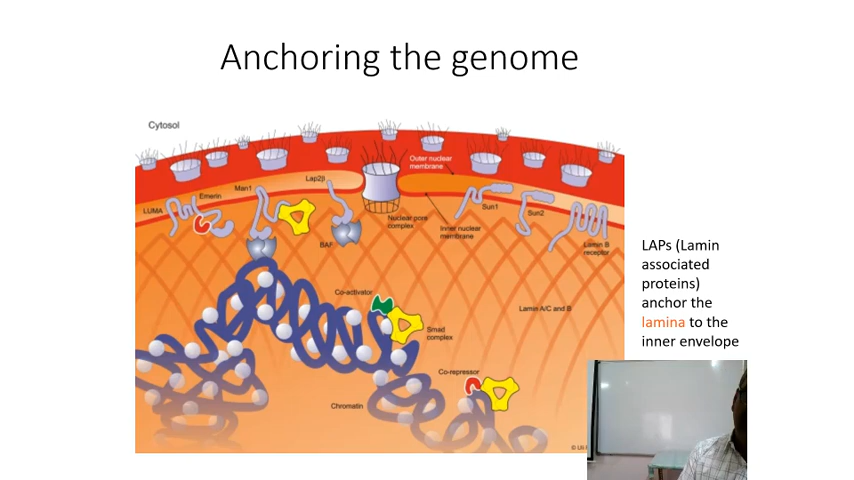 Anchoring the genome
Cytosol
Outer nuclear
membrane
Lap2β
Man1
Emerin
LUMA
Sun1
Sun2
Nuclear pore
complex
Inner nuclear
membrane
BAF
Lamin B
receptor
LAPs (Lamin
associated
proteins)
anchor the
lamina to the
inner envelope
Co-activator
Lamin A/C and B
Smad
complex
Co-repressor
Chromatin